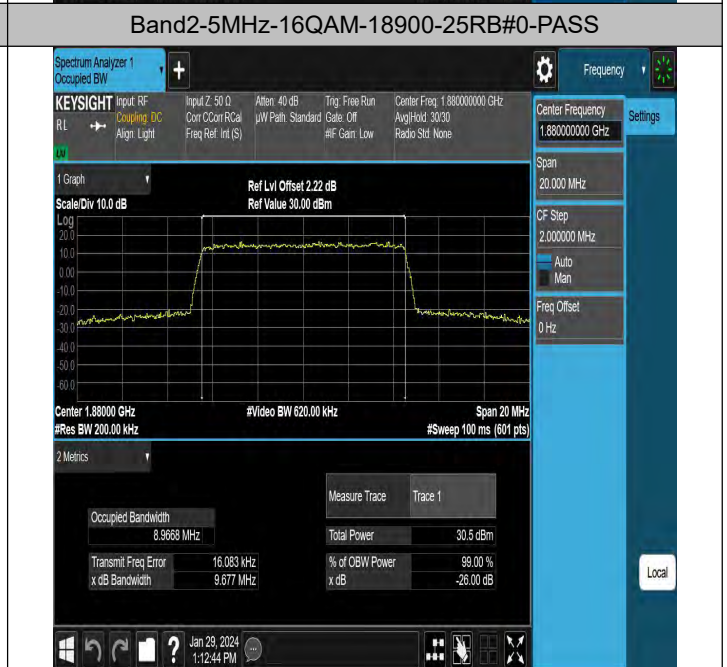 Band2-5MHz-16QAM-18900-25RB#0-PASS
Spectrum Analyzer 1
Occupied BW
Frequency
KEYSIGHT
RL
Input: RF
Coupling: DC
Align: Light
Input Z: 50 Ω
Corr CCorr RCal
Freq Ref: Int (S)
Atten: 40 dB
µW Path: Standard
Trig: Free Run
Gate: Off
#IF Gain: Low
Center Freq: 1.880000000 GHz
Avg|Hold: 30/30
Radio Std: None
Center Frequency
1.880000000 GHz
Settings
Span
20.000 MHz
CF Step
2.000000 MHz
Auto
Man
Freq Offset
0 Hz
1 Graph
Scale/Div 10.0 dB
Ref Lvl Offset 2.22 dB
Ref Value 30.00 dBm
Log
20.0
10.0
0.00
-10.0
-20.0
-30.0
-40.0
-50.0
-60.0
Center 1.88000 GHz
#Video BW 620.00 kHz
Span 20 MHz
#Res BW 200.00 kHz
#Sweep 100 ms (601 pts)
2 Metrics
Measure Trace
Trace 1
Occupied Bandwidth
8.9668 MHz
Total Power
30.5 dBm
Transmit Freq Error
16.083 kHz
% of OBW Power
99.00 %
x dB Bandwidth
9.677 MHz
x dB
-26.00 dB
Local
Jan 29, 2024
1:12:44 PM